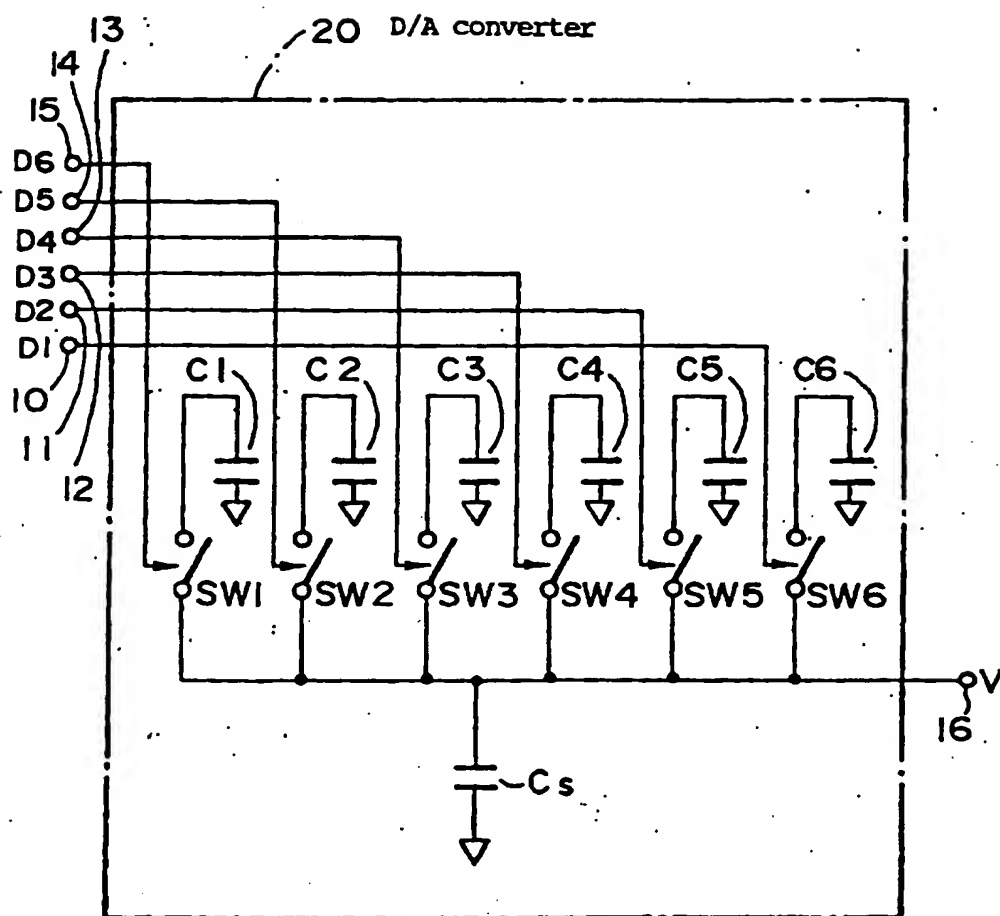 13
20 D/A converter
14
15
D6
D5
D4
D3
D2
D1
C1 C2 C3 C4 C5 C6
10
11
12
SW1 SW2 SW3 SW4 SW5 SW6
V
16
Cs